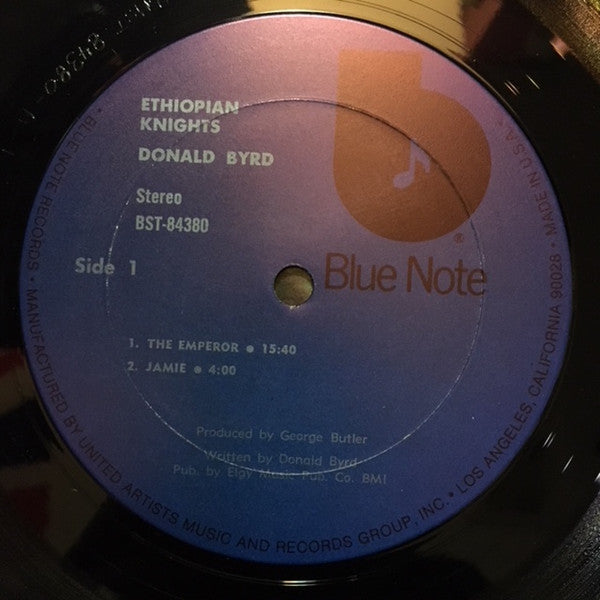 ETHIOPIAN
KNIGHTS
DONALD BYRD
Stereo
BST-84380
Side 1
®
Blue Note
1. THE EMPEROR • 15:40
2. JAMIE • 4:00
Produced by George Butler
Written by Donald Byrd
Pub. by Elgy Music Pub. Co. BMI
• BLUE NOTE RECORDS • MANUFACTURED BY UNITED ARTISTS MUSIC AND RECORDS GROUP, INC. • LOS ANGELES, CALIFORNIA 90028 • MADE IN U.S.A.